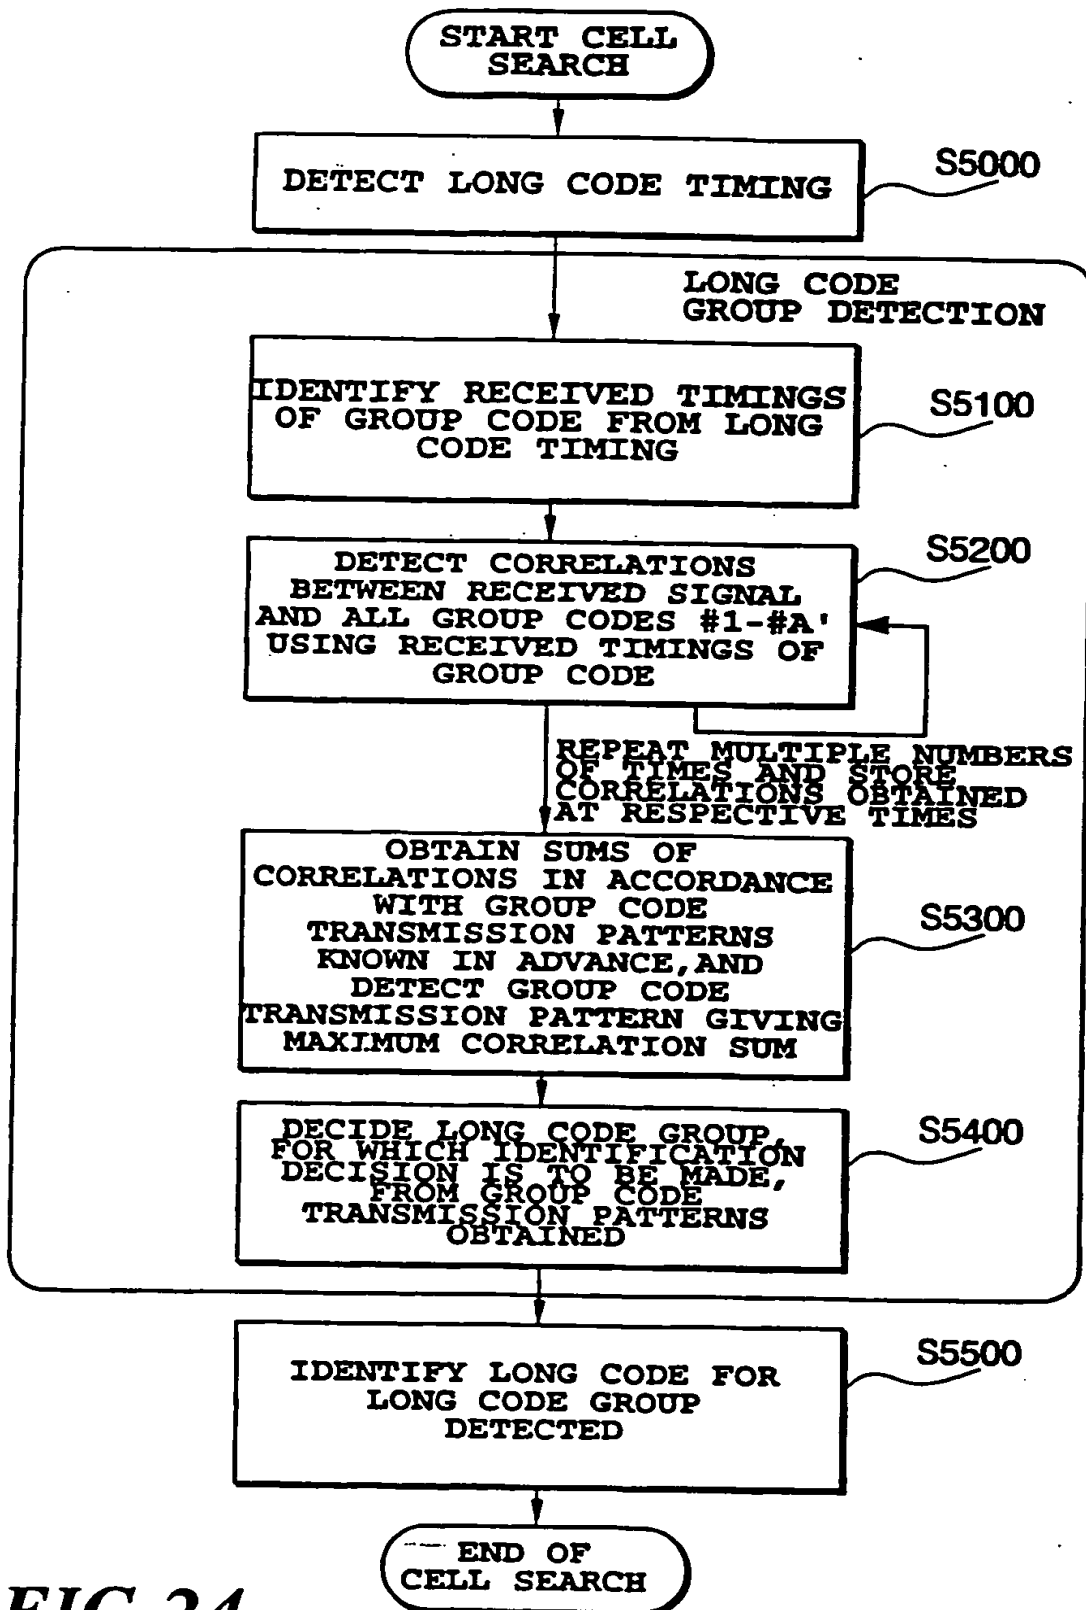 START CELL
SEARCH
DETECT LONG CODE TIMING
S5000
LONG CODE
GROUP DETECTION
IDENTIFY RECEIVED TIMINGS
OF GROUP CODE FROM LONG
CODE TIMING
S5100
DETECT CORRELATIONS
BETWEEN RECEIVED SIGNAL
AND ALL GROUP CODES #1-#A'
USING RECEIVED TIMINGS OF
GROUP CODE
S5200
REPEAT MULTIPLE NUMBERS
OF TIMES AND STORE
CORRELATIONS OBTAINED
AT RESPECTIVE TIMES
OBTAIN SUMS OF
CORRELATIONS IN ACCORDANCE
WITH GROUP CODE
TRANSMISSION PATTERNS
KNOWN IN ADVANCE,AND
DETECT GROUP CODE
TRANSMISSION PATTERN GIVING
MAXIMUM CORRELATION SUM
S5300
DECIDE LONG CODE GROUP,
FOR WHICH IDENTIFICATION
DECISION IS TO BE MADE,
FROM GROUP CODE
TRANSMISSION PATTERNS
OBTAINED
S5400
IDENTIFY LONG CODE FOR
LONG CODE GROUP
DETECTED
S5500
END OF
CELL SEARCH
FIG.24